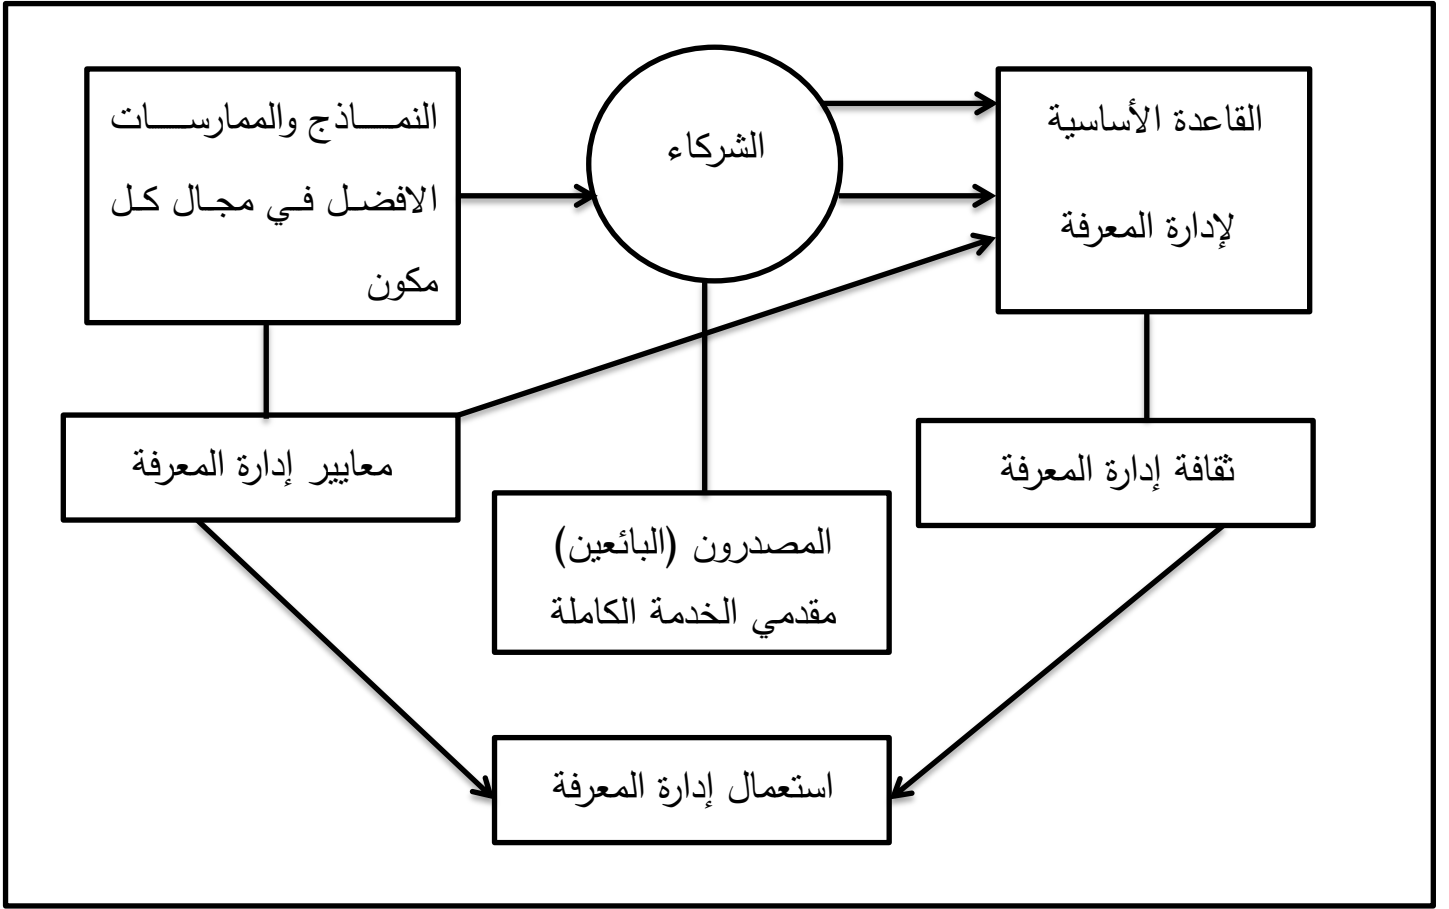 القاعدة الأساسية
لإدارة المعرفة
الشركاء
النمـــاذج والممارســـات
الافضـل فـي مجـال كـل
مكون
ثقافة إدارة المعرفة
معايير إدارة المعرفة
المصدرون (البائعين)
مقدمي الخدمة الكاملة
استعمال إدارة المعرفة